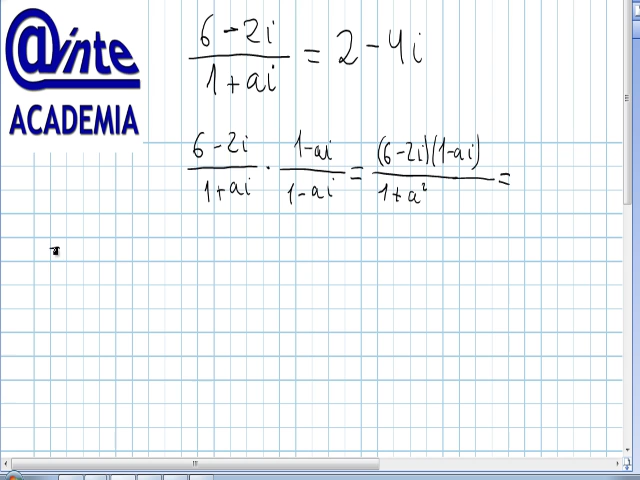 @inte
ACADEMIA
6-2i / 1+ai = 2-4i
6-2i / 1+ai · 1-ai / 1-ai = (6-2i)(1-ai) / 1+a² =